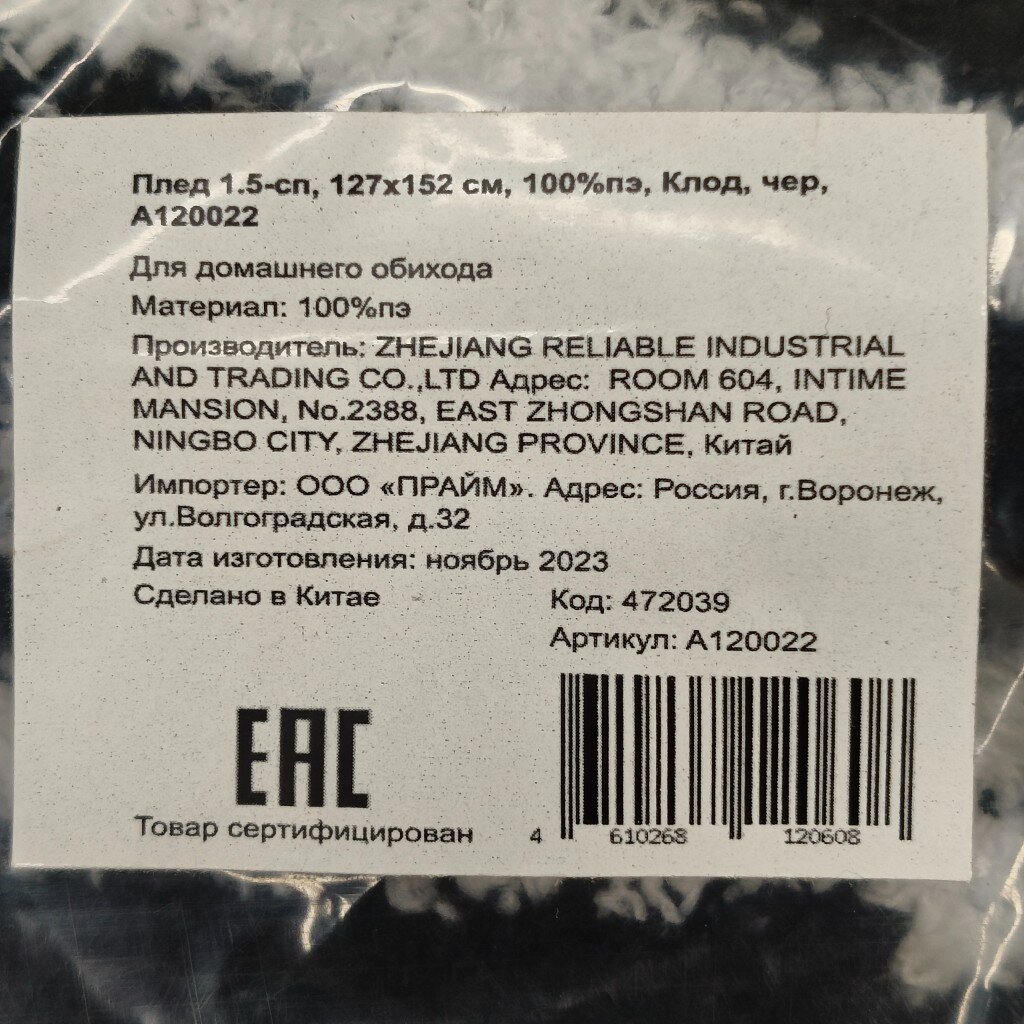 Плед 1.5-сп, 127х152 см, 100%пэ, Клод, чер,
А120022
Для домашнего обихода
Материал: 100%пэ
Производитель: ZHEJIANG RELIABLE INDUSTRIAL
AND TRADING CO.,LTD Адрес: ROOM 604, INTIME
MANSION, No.2388, EAST ZHONGSHAN ROAD,
NINGBO CITY, ZHEJIANG PROVINCE, Китай
Импортер: ООО «ПРАЙМ». Адрес: Россия, г.Воронеж,
ул.Волгоградская, д.32
Дата изготовления: ноябрь 2023
Сделано в Китае
Код: 472039
Артикул: А120022
EAC
Товар сертифицирован
4 610268 120608